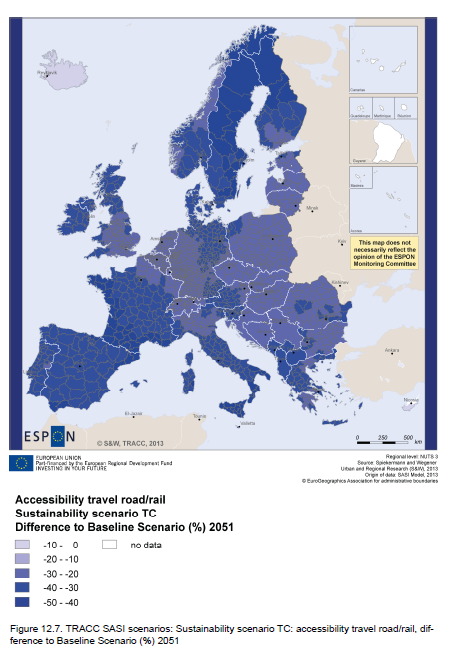 Reykjavik
Canarias
Guadeloupe Martinique Réunion
Guyane
Madeira
Acores
Minsk
Kiev
This map does not
necessarily reflect the
opinion of the ESPON
Monitoring Committee
Ankara
Nicosia
El-Jazair
Tounis
Valletta
ESPON
© S&W, TRACC, 2013
0 250 500
km
EUROPEAN UNION
Part-financed by the European Regional Development Fund
INVESTING IN YOUR FUTURE
Regional level: NUTS 3
Source: Spiekermann and Wegener
Urban and Regional Research (S&W), 2013
Origin of data: SASI Model, 2013
© EuroGeographics Association for administrative boundaries
Accessibility travel road/rail
Sustainability scenario TC
Difference to Baseline Scenario (%) 2051
-10 - 0
no data
-20 - -10
-30 - -20
-40 - -30
-50 - -40
Figure 12.7. TRACC SASI scenarios: Sustainability scenario TC: accessibility travel road/rail, dif-
ference to Baseline Scenario (%) 2051